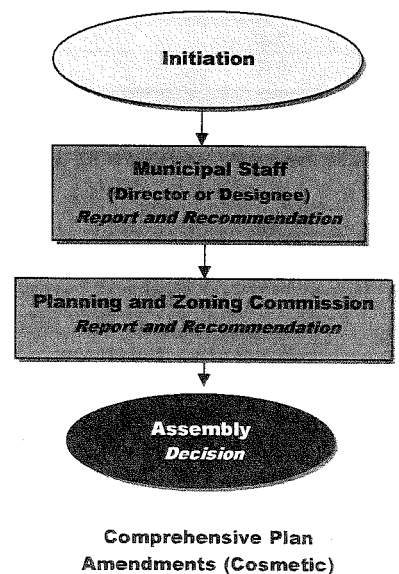 Initiation
Municipal Staff
(Director or Designee)
Report and Recommendation
Planning and Zoning Commission
Report and Recommendation
Assembly
Decision
Comprehensive Plan
Amendments (Cosmetic)